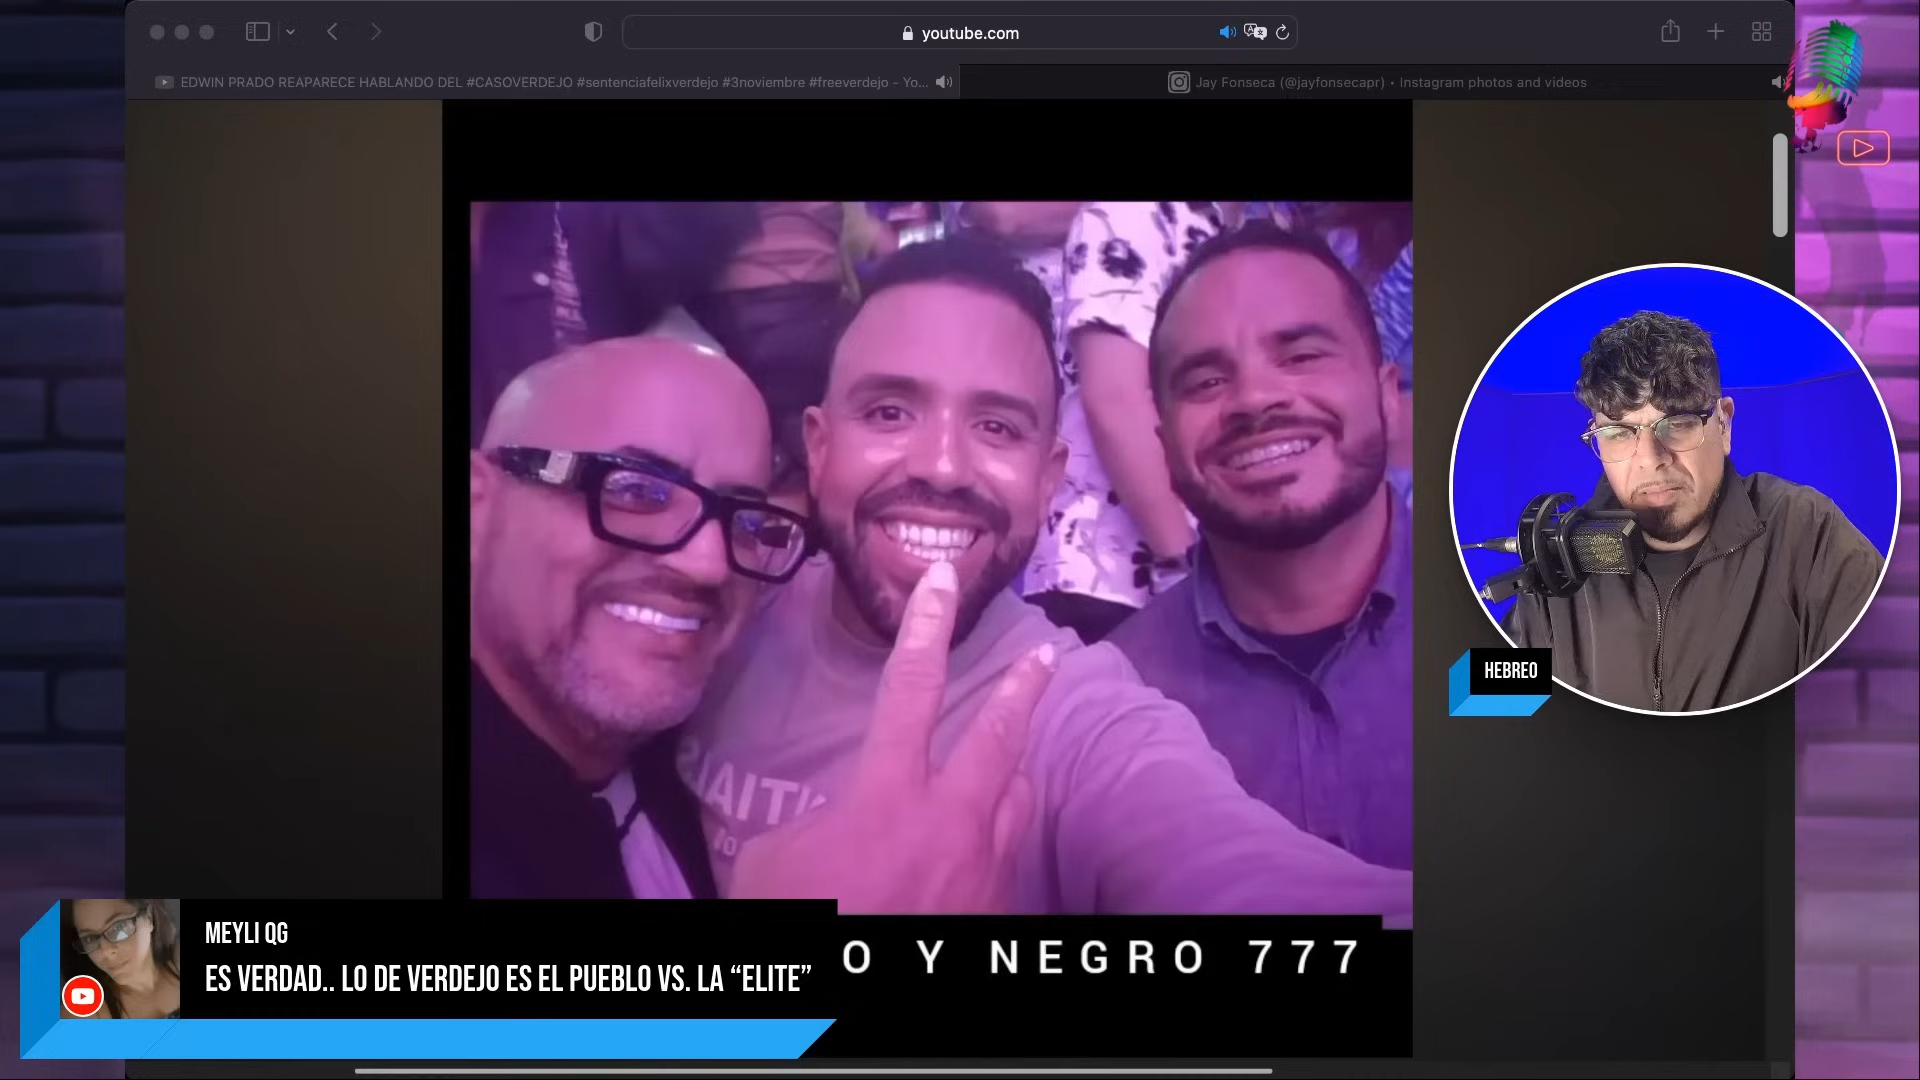 youtube.com
EDWIN PRADO REAPARECE HABLANDO DEL #CASOVERDEJO #sentenciafelixverdejo #3noviembre #freeverdejo - Yo...
Jay Fonseca (@jayfonsecapr) • Instagram photos and videos
HEBREO
MEYLI QG
ES VERDAD.. LO DE VERDEJO ES EL PUEBLO VS. LA “ELITE”
O Y NEGRO 777